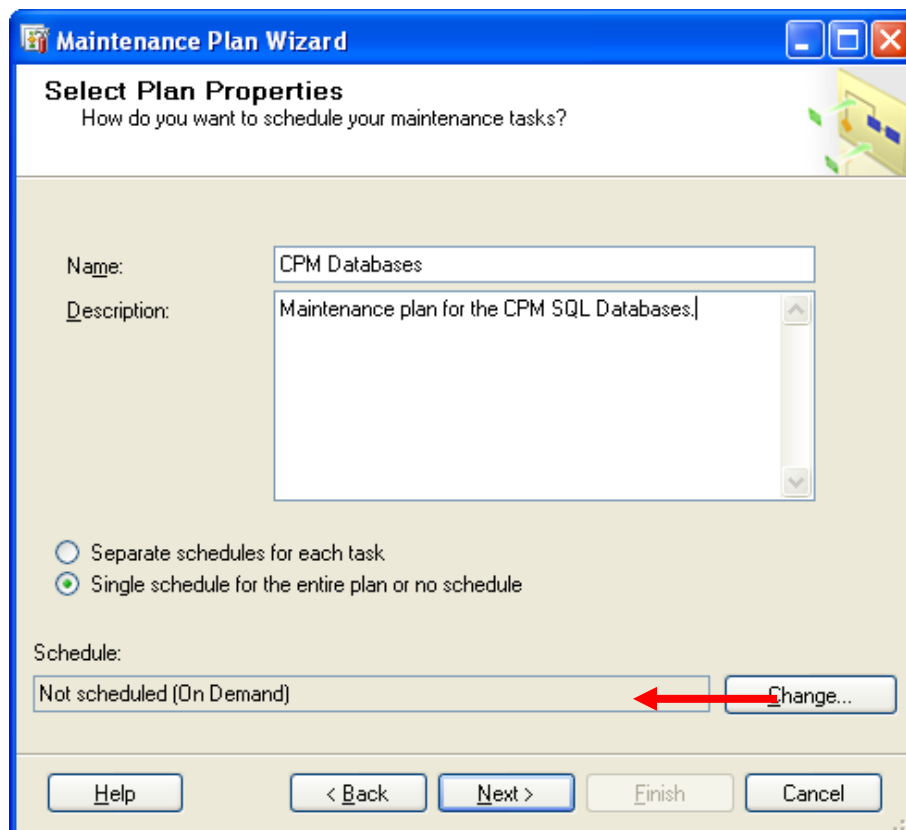 Maintenance Plan Wizard
Select Plan Properties
How do you want to schedule your maintenance tasks?
Name:
CPM Databases
Description:
Maintenance plan for the CPM SQL Databases.
Separate schedules for each task
Single schedule for the entire plan or no schedule
Schedule:
Not scheduled (On Demand)
Change...
Help
< Back
Next >
Finish
Cancel